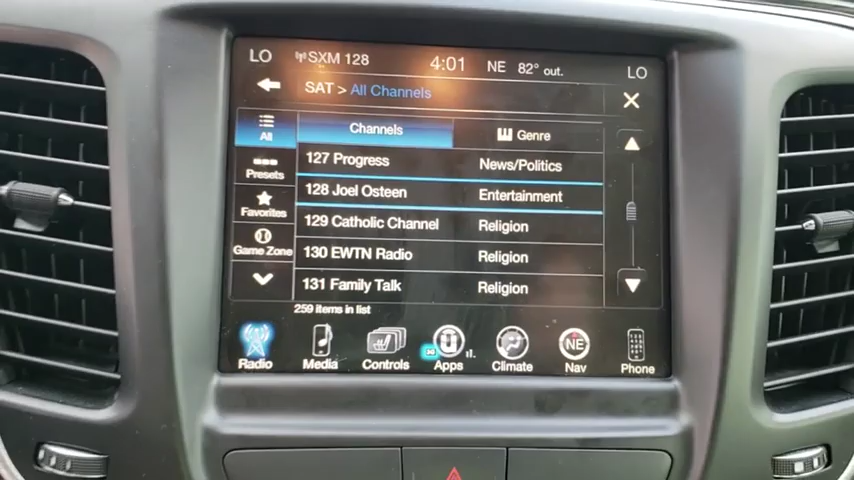 LO SXM 128 4:01 NE 82° out. LO
SAT > All Channels
All
Channels Genre
127 Progress News/Politics
Presets
128 Joel Osteen Entertainment
Favorites
129 Catholic Channel Religion
Game Zone
130 EWTN Radio Religion
131 Family Talk Religion
259 items in list
NE
Radio Media Controls Apps Climate Nav Phone